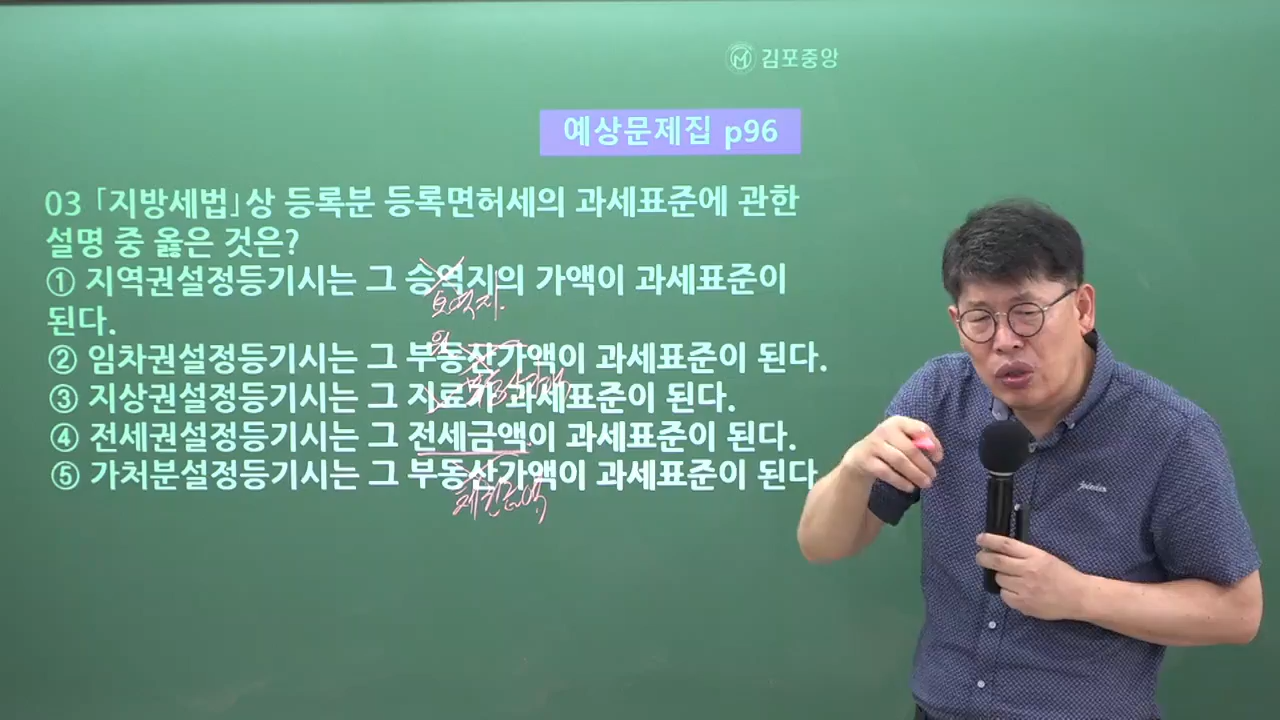 김포중앙
예상문제집 p96
03 「지방세법」상 등록분 등록면허세의 과세표준에 관한
설명 중 옳은 것은?
① 지역권설정등기시는 그 승역지의 가액이 과세표준이
요역지
된다.
월
② 임차권설정등기시는 그 부동산가액이 과세표준이 된다.
부동산가액
③ 지상권설정등기시는 그 지료가 과세표준이 된다.
④ 전세권설정등기시는 그 전세금액이 과세표준이 된다.
⑤ 가처분설정등기시는 그 부동산가액이 과세표준이 된다
채권금액